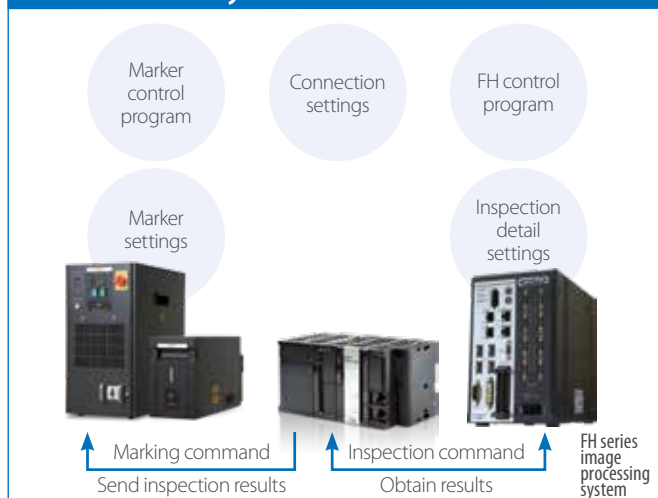 Marker
control
program
Connection
settings
FH control
program
Marker
settings
Inspection
detail
settings
Marking command
Send inspection results
Inspection command
Obtain results
FH series
image
processing
system